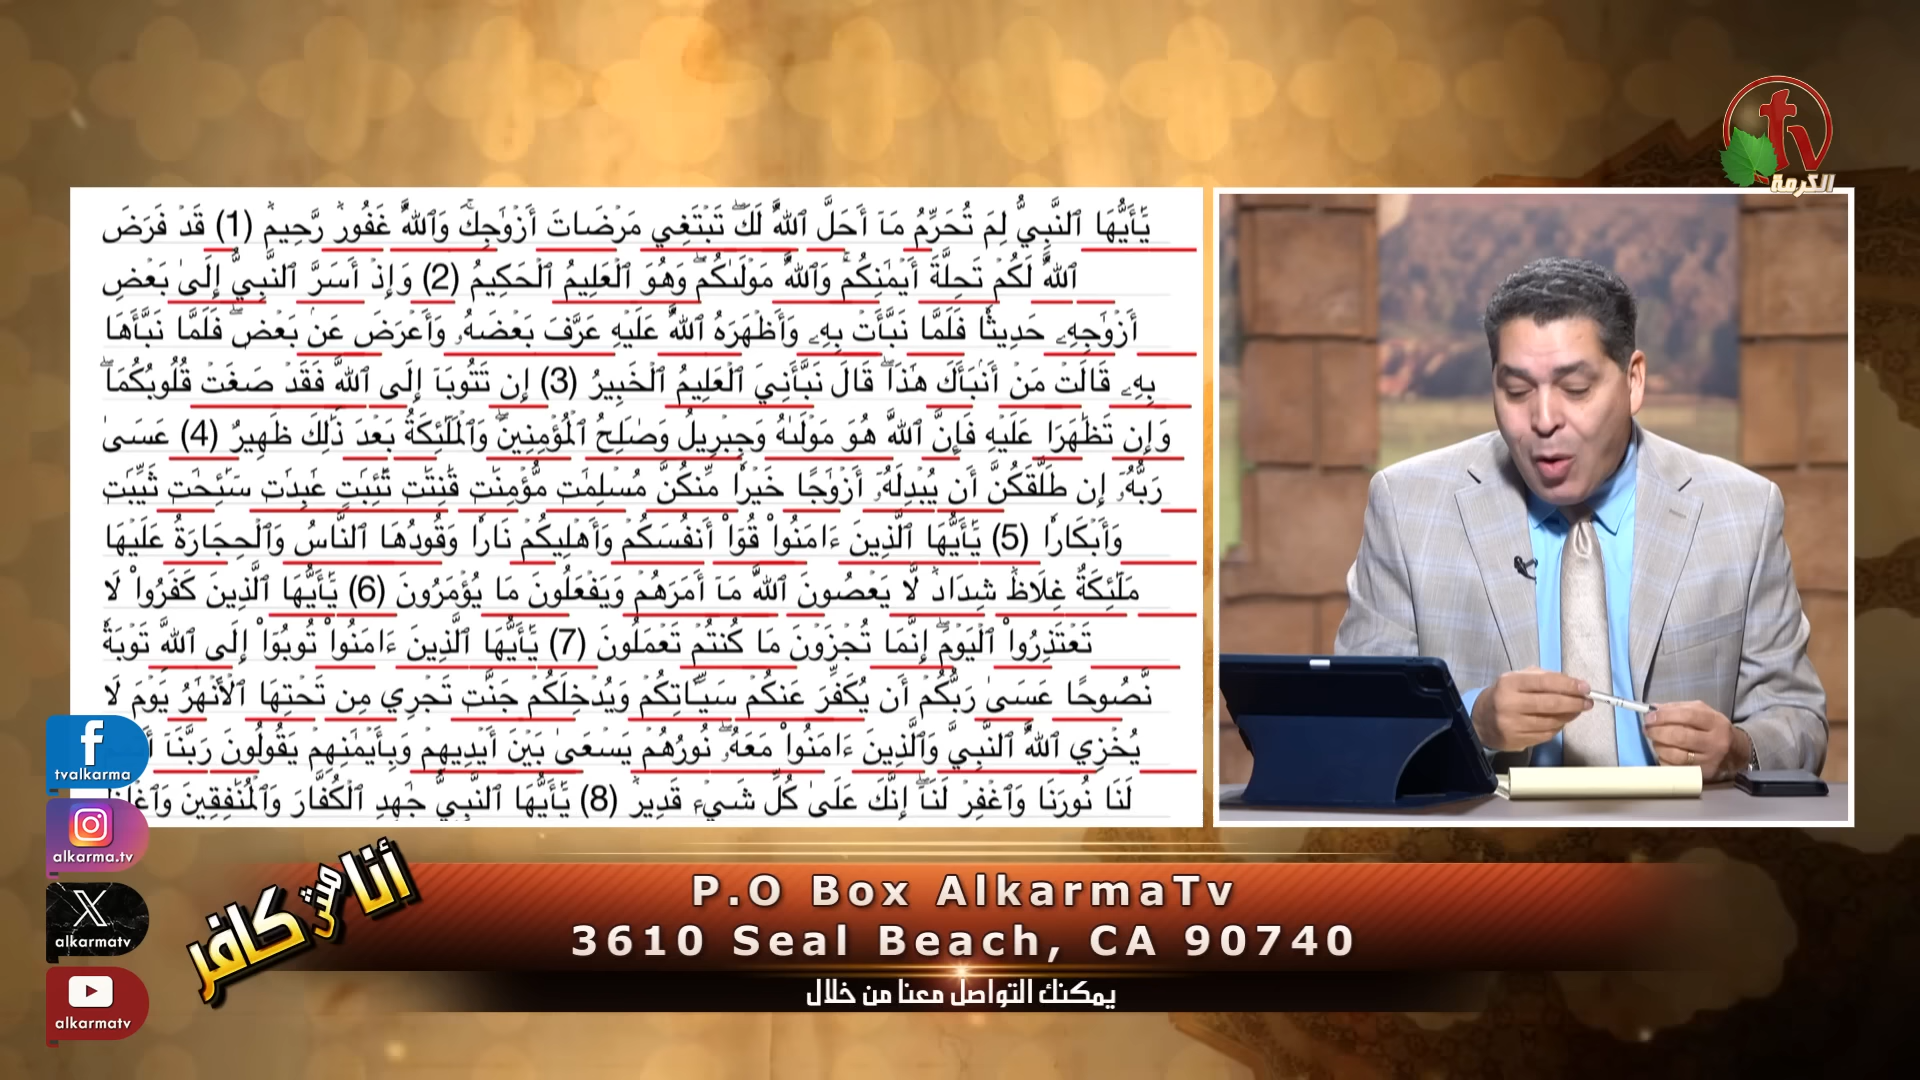 tv
الكرمة
يَٰٓأَيُّهَا ٱلنَّبِيُّ لِمَ تُحَرِّمُ مَآ أَحَلَّ ٱللَّهُ لَكَۖ تَبۡتَغِي مَرۡضَاتَ أَزۡوَٰجِكَۚ وَٱللَّهُ غَفُورٞ رَّحِيمٞ (1) قَدۡ فَرَضَ
ٱللَّهُ لَكُمۡ تَحِلَّةَ أَيۡمَٰنِكُمۡۚ وَٱللَّهُ مَوۡلَىٰكُمۡۖ وَهُوَ ٱلۡعَلِيمُ ٱلۡحَكِيمُ (2) وَإِذۡ أَسَرَّ ٱلنَّبِيُّ إِلَىٰ بَعۡضِ
أَزۡوَٰجِهِۦ حَدِيثٗا فَلَمَّا نَبَّأَتۡ بِهِۦ وَأَظۡهَرَهُ ٱللَّهُ عَلَيۡهِ عَرَّفَ بَعۡضَهُۥ وَأَعۡرَضَ عَنۢ بَعۡضٖۖ فَلَمَّا نَبَّأَهَا
بِهِۦ قَالَتۡ مَنۡ أَنۢبَأَكَ هَٰذَاۖ قَالَ نَبَّأَنِيَ ٱلۡعَلِيمُ ٱلۡخَبِيرُ (3) إِن تَتُوبَآ إِلَى ٱللَّهِ فَقَدۡ صَغَتۡ قُلُوبُكُمَاۖ
وَإِن تَظَٰهَرَا عَلَيۡهِ فَإِنَّ ٱللَّهَ هُوَ مَوۡلَىٰهُ وَجِبۡرِيلُ وَصَٰلِحُ ٱلۡمُؤۡمِنِينَۖ وَٱلۡمَلَٰٓئِكَةُ بَعۡدَ ذَٰلِكَ ظَهِيرٌ (4) عَسَىٰ
رَبُّهُۥٓ إِن طَلَّقَكُنَّ أَن يُبۡدِلَهُۥٓ أَزۡوَٰجًا خَيۡرٗا مِّنكُنَّ مُسۡلِمَٰتٖ مُّؤۡمِنَٰتٖ قَٰنِتَٰتٖ تَٰٓئِبَٰتٍ عَٰبِدَٰتٖ سَٰٓئِحَٰتٖ ثَيِّبَٰتٖ
وَأَبۡكَارٗا (5) يَٰٓأَيُّهَا ٱلَّذِينَ ءَامَنُواْ قُوٓاْ أَنفُسَكُمۡ وَأَهۡلِيكُمۡ نَارٗا وَقُودُهَا ٱلنَّاسُ وَٱلۡحِجَارَةُ عَلَيۡهَا
مَلَٰٓئِكَةٌ غِلَاظٞ شِدَادٞ لَّا يَعۡصُونَ ٱللَّهَ مَآ أَمَرَهُمۡ وَيَفۡعَلُونَ مَا يُؤۡمَرُونَ (6) يَٰٓأَيُّهَا ٱلَّذِينَ كَفَرُواْ لَا
تَعۡتَذِرُواْ ٱلۡيَوۡمَۖ إِنَّمَا تُجۡزَوۡنَ مَا كُنتُمۡ تَعۡمَلُونَ (7) يَٰٓأَيُّهَا ٱلَّذِينَ ءَامَنُواْ تُوبُوٓاْ إِلَى ٱللَّهِ تَوۡبَةٗ
نَّصُوحًا عَسَىٰ رَبُّكُمۡ أَن يُكَفِّرَ عَنكُمۡ سَيِّـَٔاتِكُمۡ وَيُدۡخِلَكُمۡ جَنَّٰتٖ تَجۡرِي مِن تَحۡتِهَا ٱلۡأَنۡهَٰرُ يَوۡمَ لَا
يُخۡزِي ٱللَّهُ ٱلنَّبِيَّ وَٱلَّذِينَ ءَامَنُواْ مَعَهُۥۖ نُورُهُمۡ يَسۡعَىٰ بَيۡنَ أَيۡدِيهِمۡ وَبِأَيۡمَٰنِهِمۡ يَقُولُونَ رَبَّنَآ
لَنَا نُورَنَا وَٱغۡفِرۡ لَنَآۖ إِنَّكَ عَلَىٰ كُلِّ شَيۡءٖ قَدِيرٞ (8) يَٰٓأَيُّهَا ٱلنَّبِيُّ جَٰهِدِ ٱلۡكُفَّارَ وَٱلۡمُنَٰفِقِينَ
tvalkarma
alkarma.tv
alkarmatv
alkarmatv
أنا مش كافر
P.O Box AlkarmaTv
3610 Seal Beach, CA 90740
يمكنك التواصل معنا من خلال